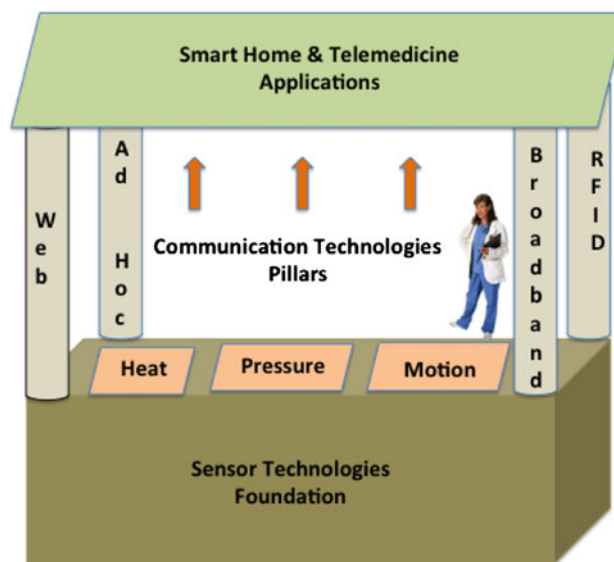 Smart Home & Telemedicine
Applications
Web
Ad Hoc
Broadband
RFID
Communication Technologies
Pillars
Heat
Pressure
Motion
Sensor Technologies
Foundation